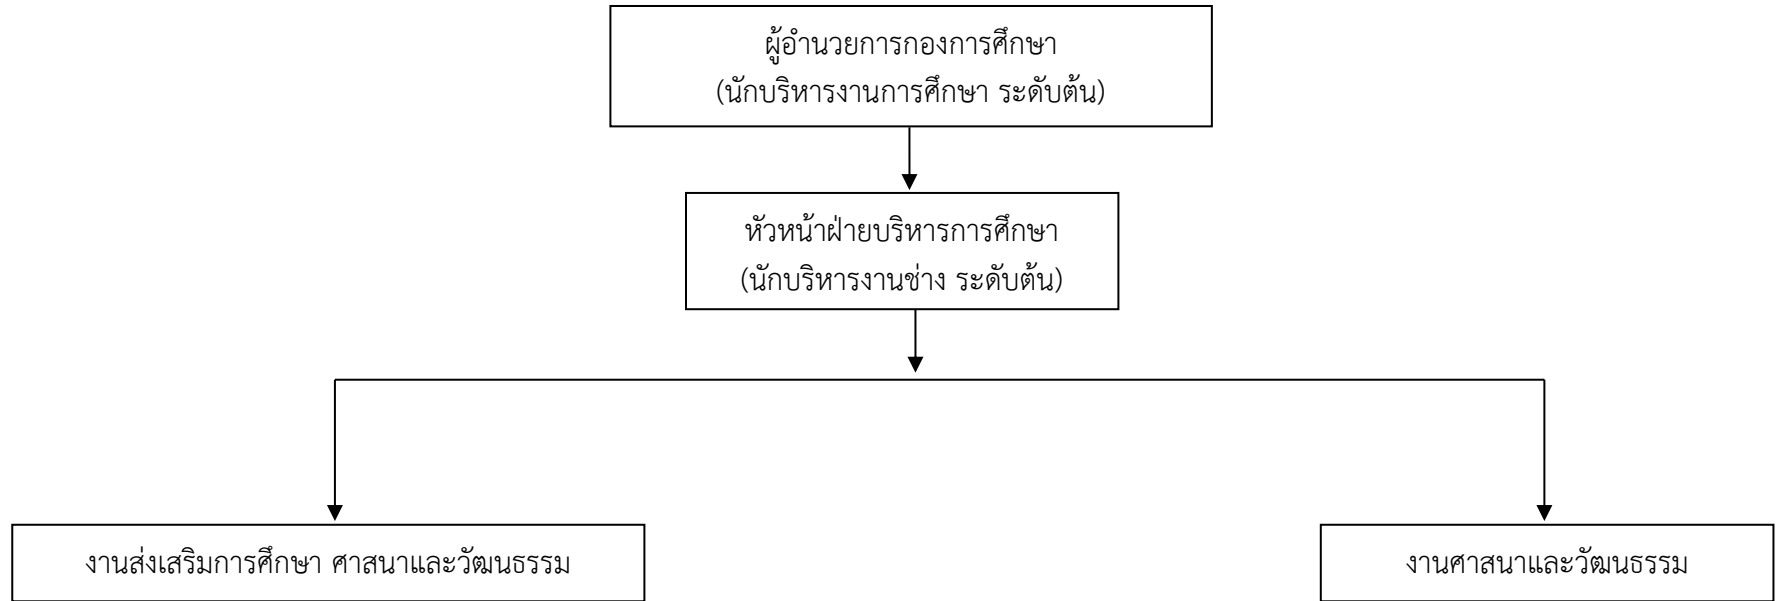 ผู้อำนวยการกองการศึกษา
(นักบริหารงานการศึกษา ระดับต้น)
หัวหน้าฝ่ายบริหารการศึกษา
(นักบริหารงานช่าง ระดับต้น)
งานส่งเสริมการศึกษา ศาสนาและวัฒนธรรม
งานศาสนาและวัฒนธรรม